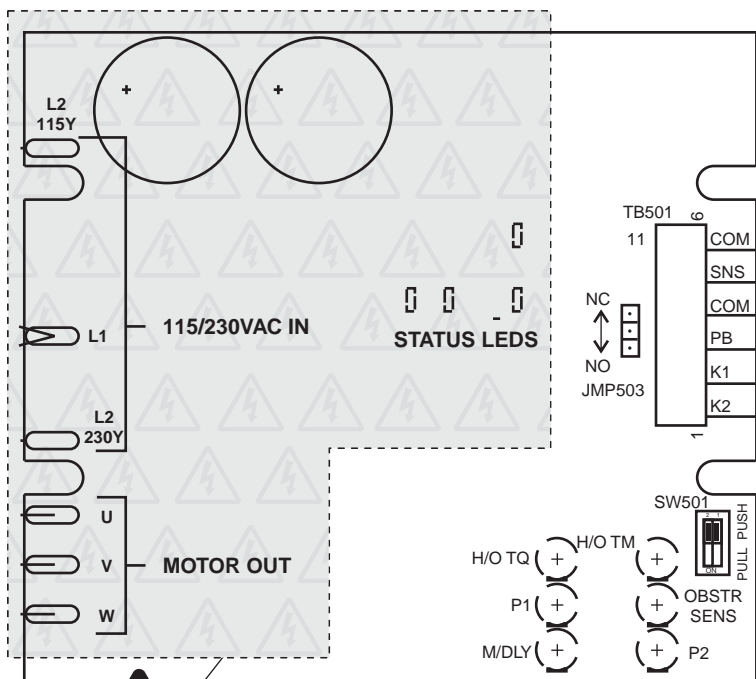 L2
115Y
L1
115/230VAC IN
L2
230Y
U
V
W
MOTOR OUT
STATUS LEDS
TB501
6
11
COM
SNS
COM
PB
K1
K2
1
NC
NO
JMP503
SW501
2 1
ON
PULL PUSH
H/O TQ
H/O TM
P1
OBSTR
SENS
M/DLY
P2